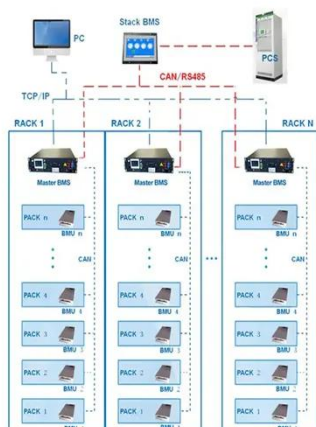 Stack BMS
PC
PCS
CAN/RS485
TCP/IP
RACK 1
RACK 2
RACK N
Master BMS
Master BMS
Master BMS
PACK n
BMU n
PACK n
BMU n
PACK n
BMU n
CAN
CAN
CAN
PACK 4
BMU 4
PACK 4
BMU 4
PACK 4
BMU 4
PACK 3
BMU 3
PACK 3
BMU 3
PACK 3
BMU 3
PACK 2
BMU 2
PACK 2
BMU 2
PACK 2
BMU 2
PACK 1
PACK 1
PACK 1